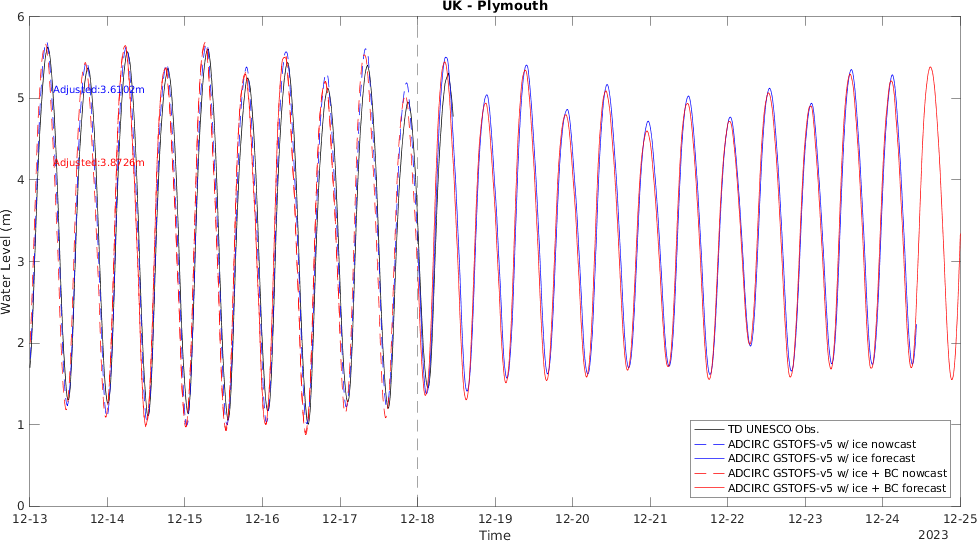 UK - Plymouth
6
5
4
3
2
1
0
Water Level (m)
Adjusted:3.6102m
Adjusted:3.8726m
TD UNESCO Obs.
ADCIRC GSTOFS-v5 w/ ice nowcast
ADCIRC GSTOFS-v5 w/ ice forecast
ADCIRC GSTOFS-v5 w/ ice + BC nowcast
ADCIRC GSTOFS-v5 w/ ice + BC forecast
12-13 12-14 12-15 12-16 12-17 12-18 12-19 12-20 12-21 12-22 12-23 12-24 12-25
Time
2023